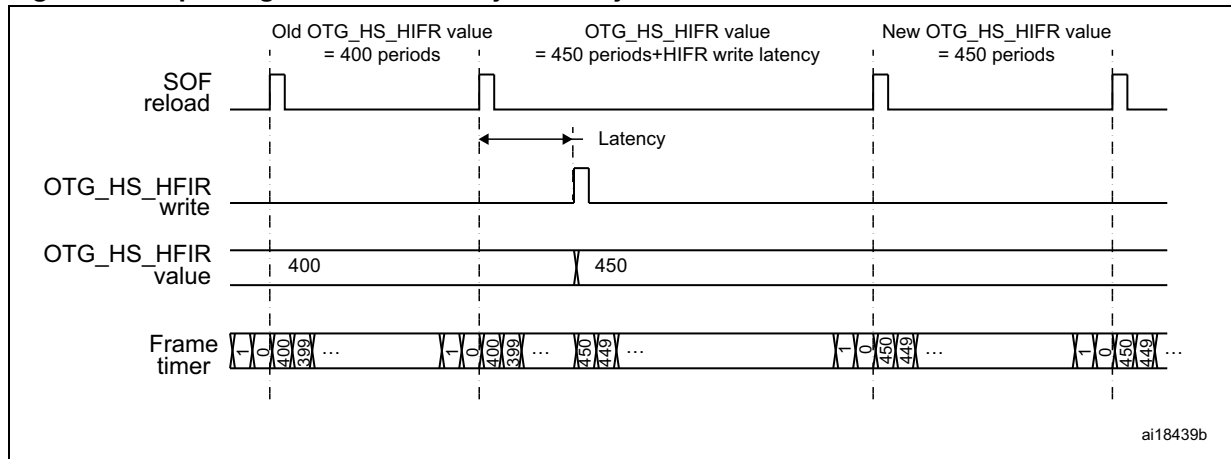 Old OTG_HS_HIFR value
= 400 periods
OTG_HS_HIFR value
= 450 periods+HIFR write latency
New OTG_HS_HIFR value
= 450 periods
SOF
reload
Latency
OTG_HS_HFIR
write
OTG_HS_HFIR
value
400
450
Frame
timer
1 0 400 399 ... 1 0 400 399 ... 450 449 ... 1 0 450 449 ... 1 0 450 449 ...
ai18439b